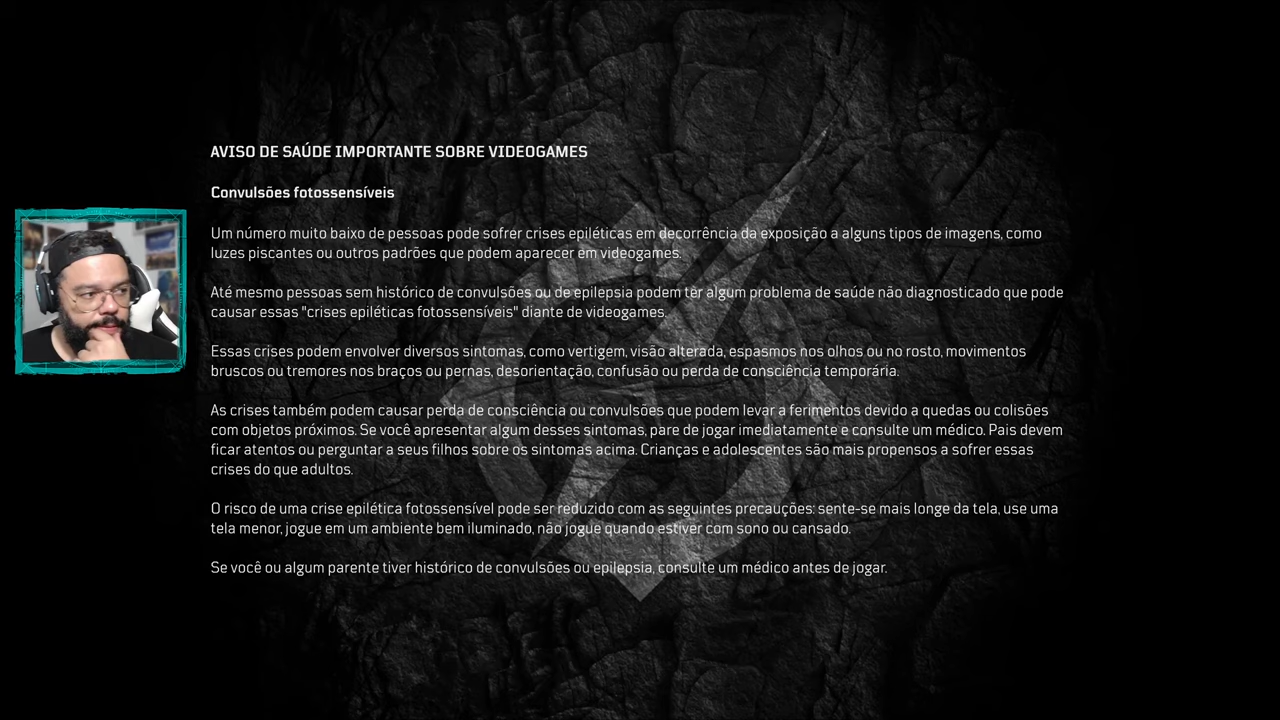 AVISO DE SAÚDE IMPORTANTE SOBRE VIDEOGAMES
Convulsões fotossensíveis
Um número muito baixo de pessoas pode sofrer crises epiléticas em decorrência da exposição a alguns tipos de imagens, como
luzes piscantes ou outros padrões que podem aparecer em videogames.
Até mesmo pessoas sem histórico de convulsões ou de epilepsia podem ter algum problema de saúde não diagnosticado que pode
causar essas "crises epiléticas fotossensíveis" diante de videogames.
Essas crises podem envolver diversos sintomas, como vertigem, visão alterada, espasmos nos olhos ou no rosto, movimentos
bruscos ou tremores nos braços ou pernas, desorientação, confusão ou perda de consciência temporária.
As crises também podem causar perda de consciência ou convulsões que podem levar a ferimentos devido a quedas ou colisões
com objetos próximos. Se você apresentar algum desses sintomas, pare de jogar imediatamente e consulte um médico. Pais devem
ficar atentos ou perguntar a seus filhos sobre os sintomas acima. Crianças e adolescentes são mais propensos a sofrer essas
crises do que adultos.
O risco de uma crise epilética fotossensível pode ser reduzido com as seguintes precauções: sente-se mais longe da tela, use uma
tela menor, jogue em um ambiente bem iluminado, não jogue quando estiver com sono ou cansado.
Se você ou algum parente tiver histórico de convulsões ou epilepsia, consulte um médico antes de jogar.